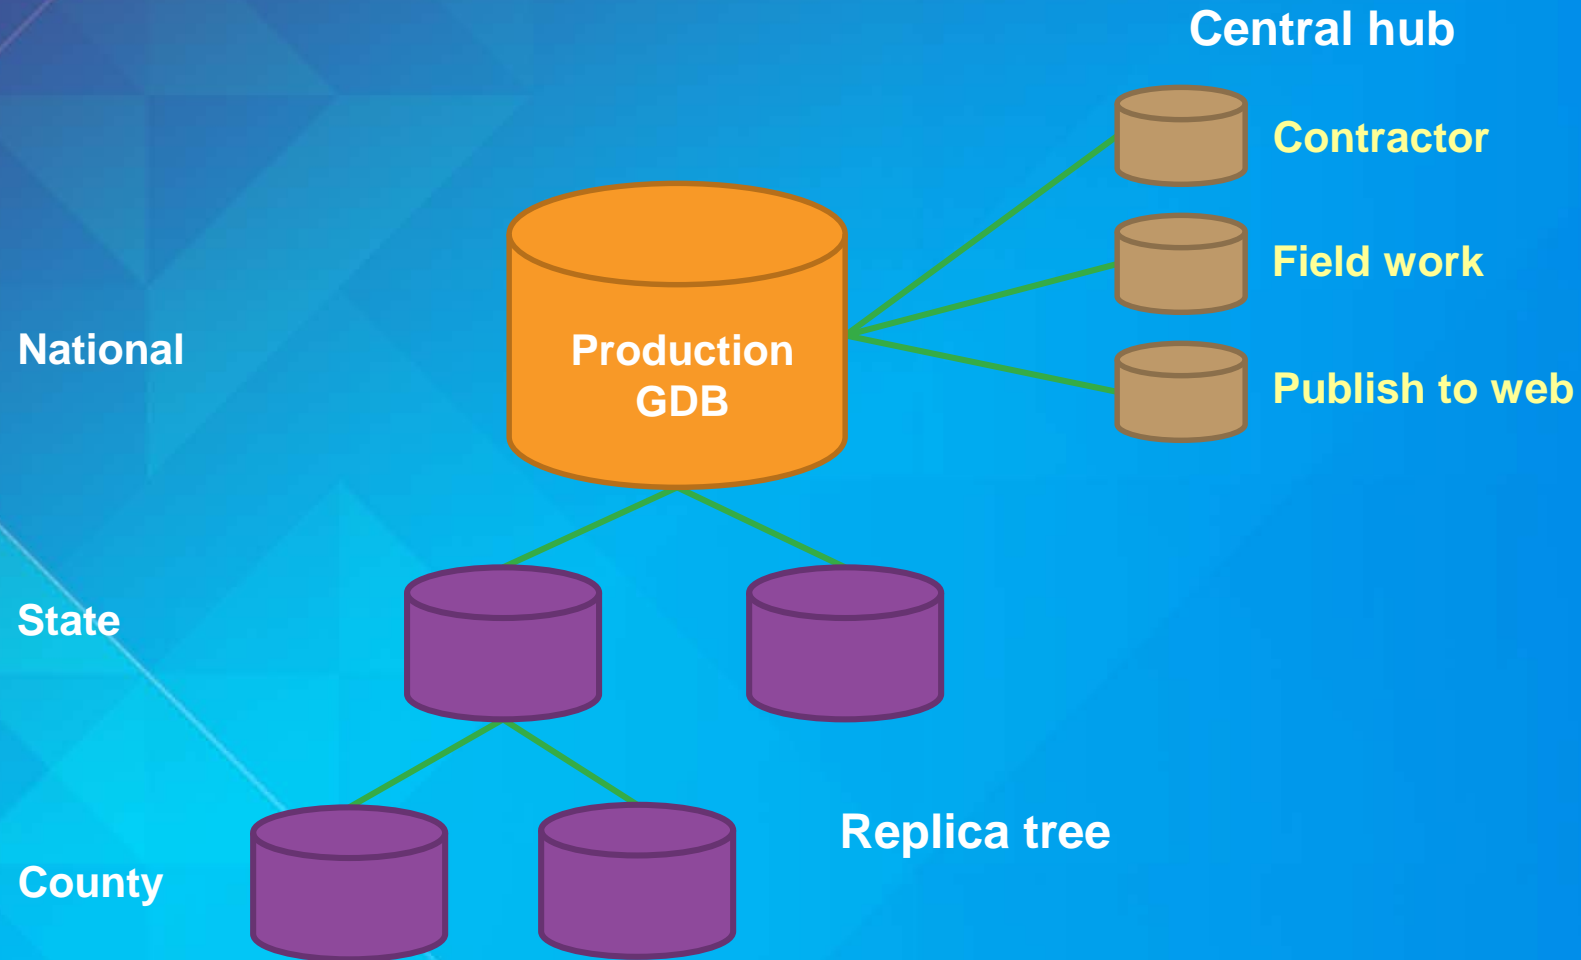 Central hub
Contractor
Field work
National
Production
GDB
Publish to web
State
Replica tree
County